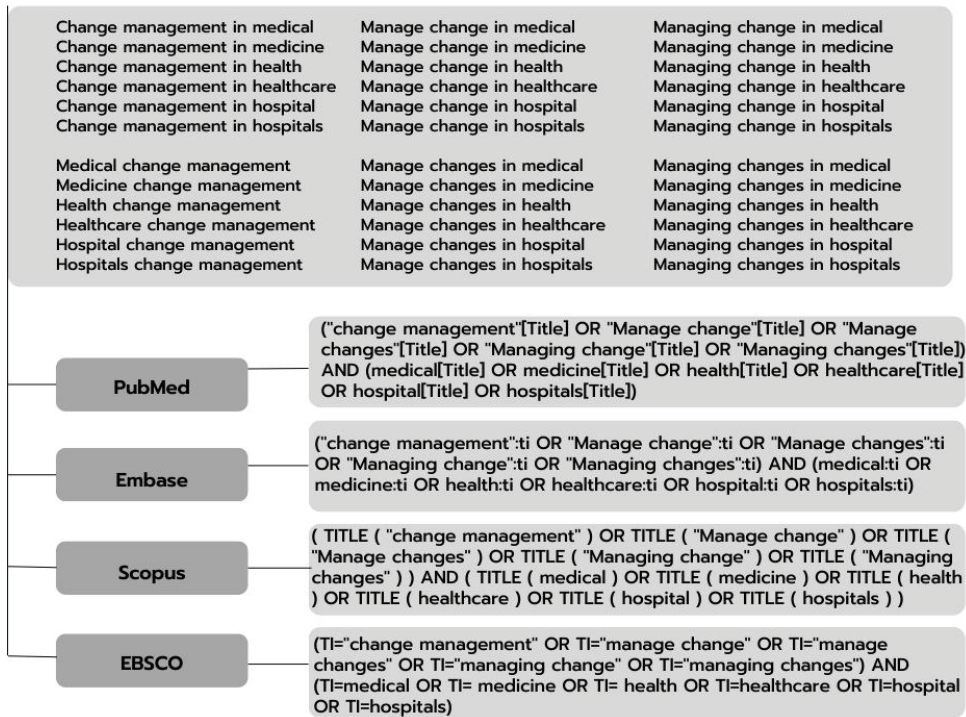 Change management in medical
Change management in medicine
Change management in health
Change management in healthcare
Change management in hospital
Change management in hospitals
Manage change in medical
Manage change in medicine
Manage change in health
Manage change in healthcare
Manage change in hospital
Manage change in hospitals
Managing change in medical
Managing change in medicine
Managing change in health
Managing change in healthcare
Managing change in hospital
Managing change in hospitals
Medical change management
Medicine change management
Health change management
Healthcare change management
Hospital change management
Hospitals change management
Manage changes in medical
Manage changes in medicine
Manage changes in health
Manage changes in healthcare
Manage changes in hospital
Manage changes in hospitals
Managing changes in medical
Managing changes in medicine
Managing changes in health
Managing changes in healthcare
Managing changes in hospital
Managing changes in hospitals
PubMed
("change management"[Title] OR "Manage change"[Title] OR "Manage
changes"[Title] OR "Managing change"[Title] OR "Managing changes"[Title])
AND (medical[Title] OR medicine[Title] OR health[Title] OR healthcare[Title]
OR hospital[Title] OR hospitals[Title])
Embase
("change management":ti OR "Manage change":ti OR "Manage changes":ti
OR "Managing change":ti OR "Managing changes":ti) AND (medical:ti OR
medicine:ti OR health:ti OR healthcare:ti OR hospital:ti OR hospitals:ti)
Scopus
( TITLE ( "change management" ) OR TITLE ( "Manage change" ) OR TITLE (
"Manage changes" ) OR TITLE ( "Managing change" ) OR TITLE ( "Managing
changes" ) ) AND ( TITLE ( medical ) OR TITLE ( medicine ) OR TITLE ( health
) OR TITLE ( healthcare ) OR TITLE ( hospital ) OR TITLE ( hospitals ) )
EBSCO
(TI="change management" OR TI="manage change" OR TI="manage
changes" OR TI="managing change" OR TI="managing changes") AND
(TI=medical OR TI= medicine OR TI= health OR TI=healthcare OR TI=hospital
OR TI=hospitals)